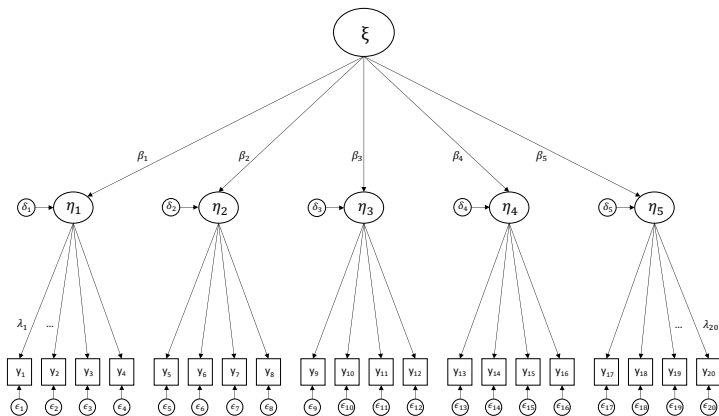 ξ
β₁ β₂ β₃ β₄ β₅
δ₁ η₁ δ₂ η₂ δ₃ η₃ δ₄ η₄ δ₅ η₅
λ₁ ... ... λ₂₀
y₁ y₂ y₃ y₄ y₅ y₆ y₇ y₈ y₉ y₁₀ y₁₁ y₁₂ y₁₃ y₁₄ y₁₅ y₁₆ y₁₇ y₁₈ y₁₉ y₂₀
ϵ₁ ϵ₂ ϵ₃ ϵ₄ ϵ₅ ϵ₆ ϵ₇ ϵ₈ ϵ₉ ϵ₁₀ ϵ₁₁ ϵ₁₂ ϵ₁₃ ϵ₁₄ ϵ₁₅ ϵ₁₆ ϵ₁₇ ϵ₁₈ ϵ₁₉ ϵ₂₀